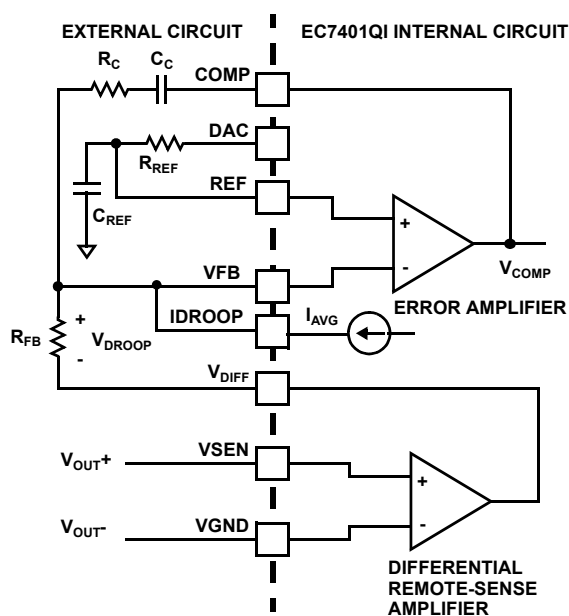 EXTERNAL CIRCUIT
EC7401QI INTERNAL CIRCUIT
RC
CC
COMP
DAC
RREF
REF
CREF
+
-
VCOMP
ERROR AMPLIFIER
VFB
IDROOP
IAVG
RFB
+
VDROOP
-
VDIFF
VOUT+
VSEN
+
VOUT-
VGND
-
DIFFERENTIAL
REMOTE-SENSE
AMPLIFIER